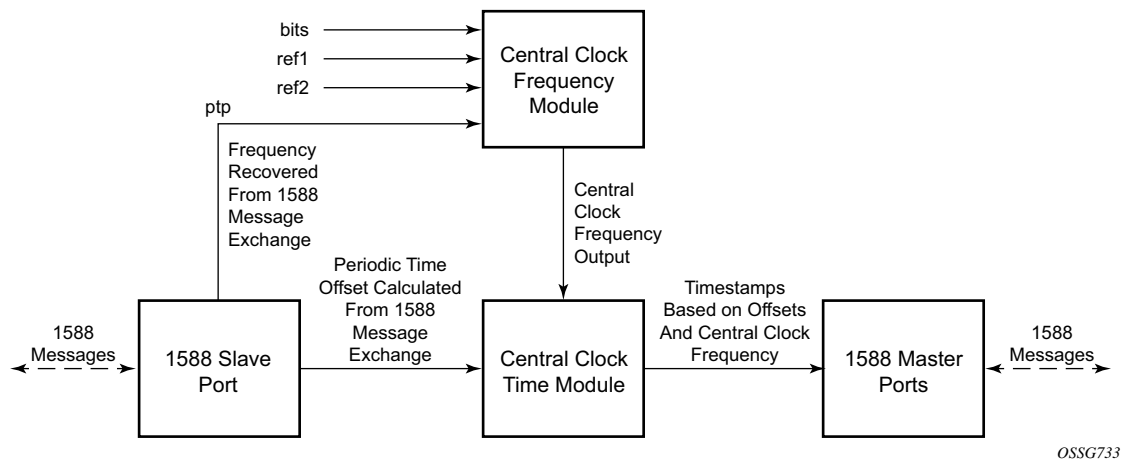 bits
ref1
ref2
ptp
Central Clock
Frequency
Module
Frequency
Recovered
From 1588
Message
Exchange
Central
Clock
Frequency
Output
Periodic Time
Offset Calculated
From 1588
Message
Exchange
Timestamps
Based on Offsets
And Central Clock
Frequency
1588
Messages
1588 Slave
Port
Central Clock
Time Module
1588 Master
Ports
1588
Messages
OSSG733